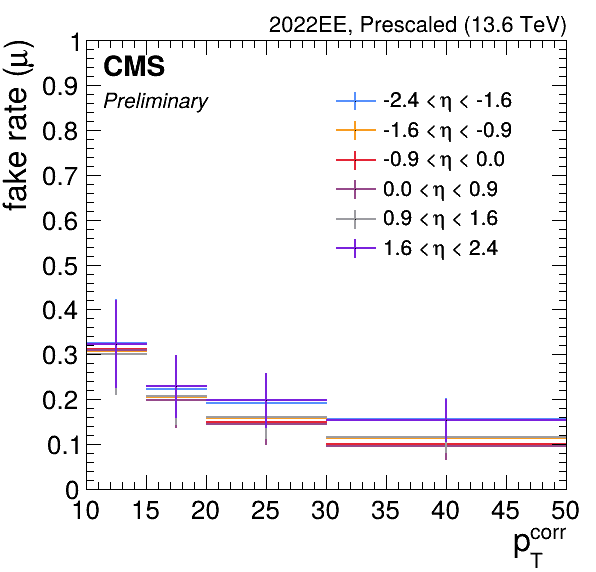 2022EE, Prescaled (13.6 TeV)
fake rate (μ)
CMS
Preliminary
-2.4 < η < -1.6
-1.6 < η < -0.9
-0.9 < η < 0.0
0.0 < η < 0.9
0.9 < η < 1.6
1.6 < η < 2.4
1
0.9
0.8
0.7
0.6
0.5
0.4
0.3
0.2
0.1
0
10 15 20 25 30 35 40 45 50
p_T^corr